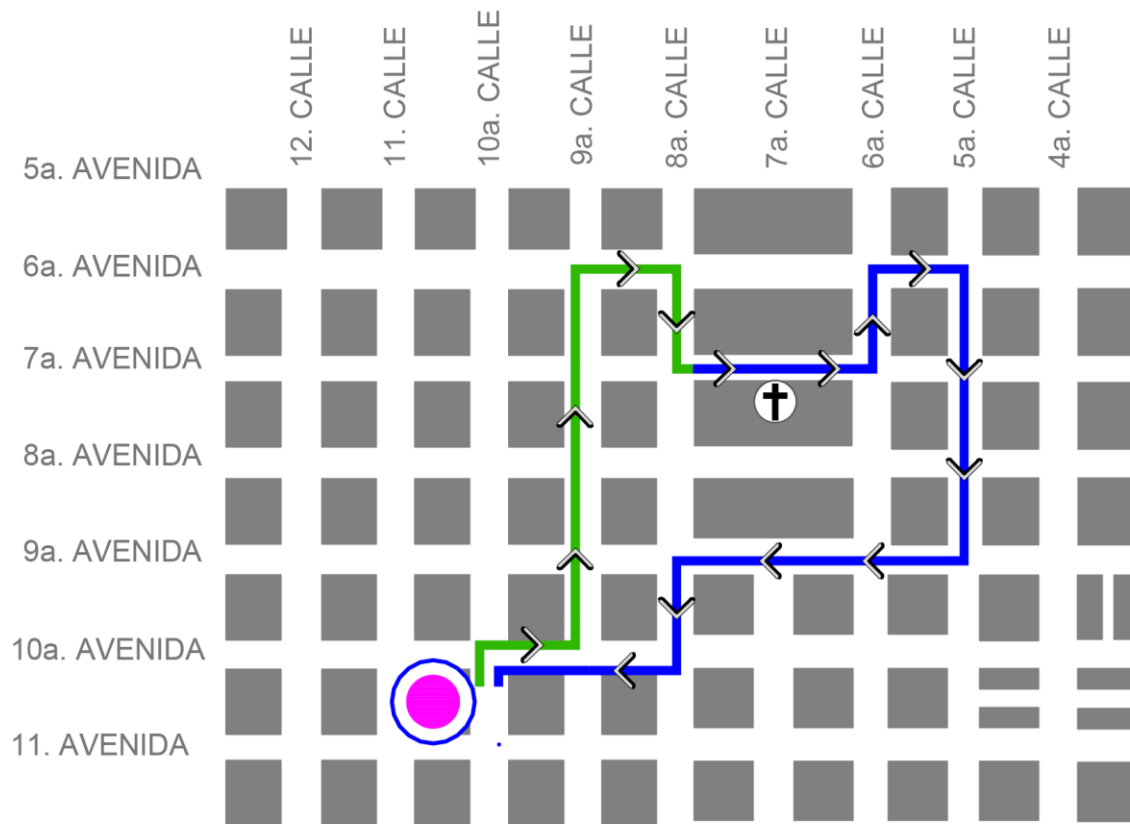 12. CALLE
11. CALLE
10a. CALLE
9a. CALLE
8a. CALLE
7a. CALLE
6a. CALLE
5a. CALLE
4a. CALLE
5a. AVENIDA
6a. AVENIDA
7a. AVENIDA
8a. AVENIDA
9a. AVENIDA
10a. AVENIDA
11. AVENIDA